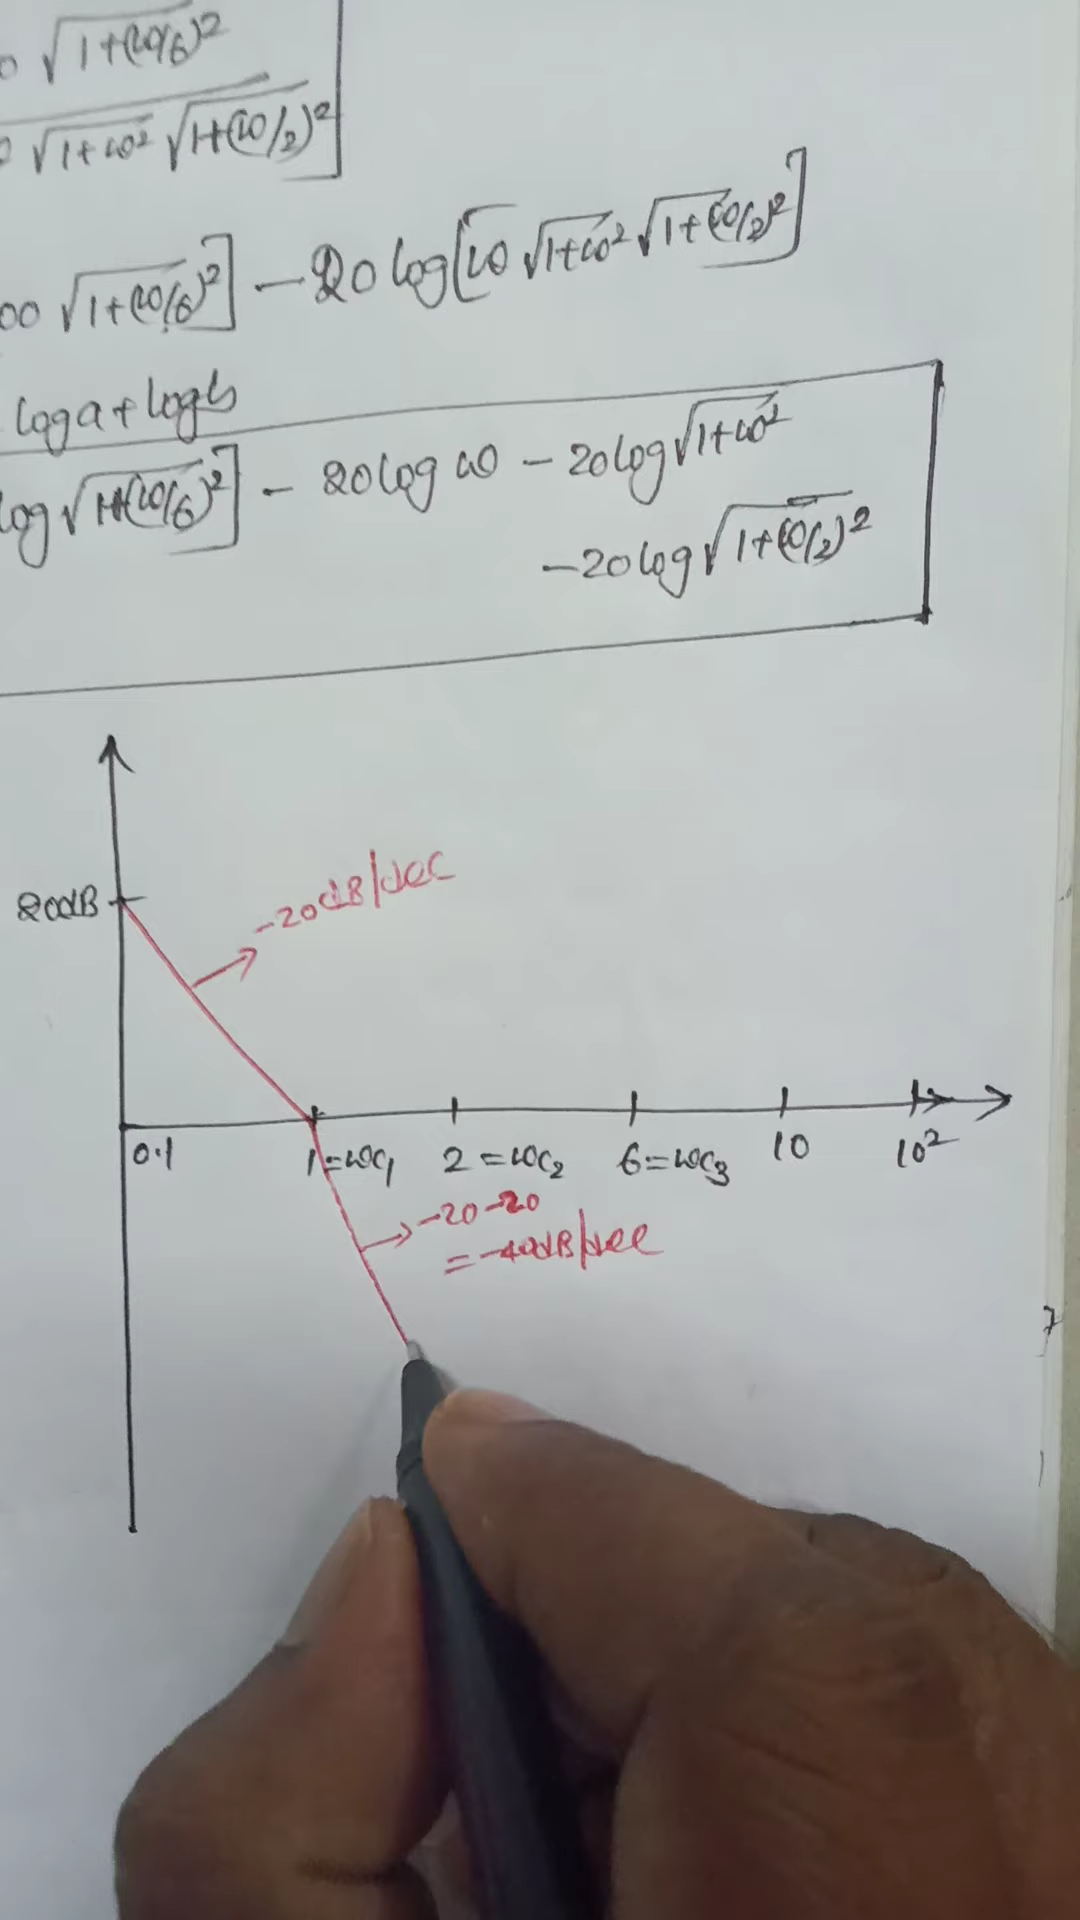 √1+(ω/6)²
√1+ω² √1+(ω/2)²
00 √1+(ω/6)²] - 20 log[ω √1+ω² √1+(ω/2)²]
log a + log b
log √1+(ω/6)²] - 20 log ω - 20 log √1+ω²
-20 log √1+(ω/2)²
20dB
-20dB/dec
0.1
1=ωc₁
2=ωc₂
6=ωc₃
10
10²
-20-20
=-40dB/dec